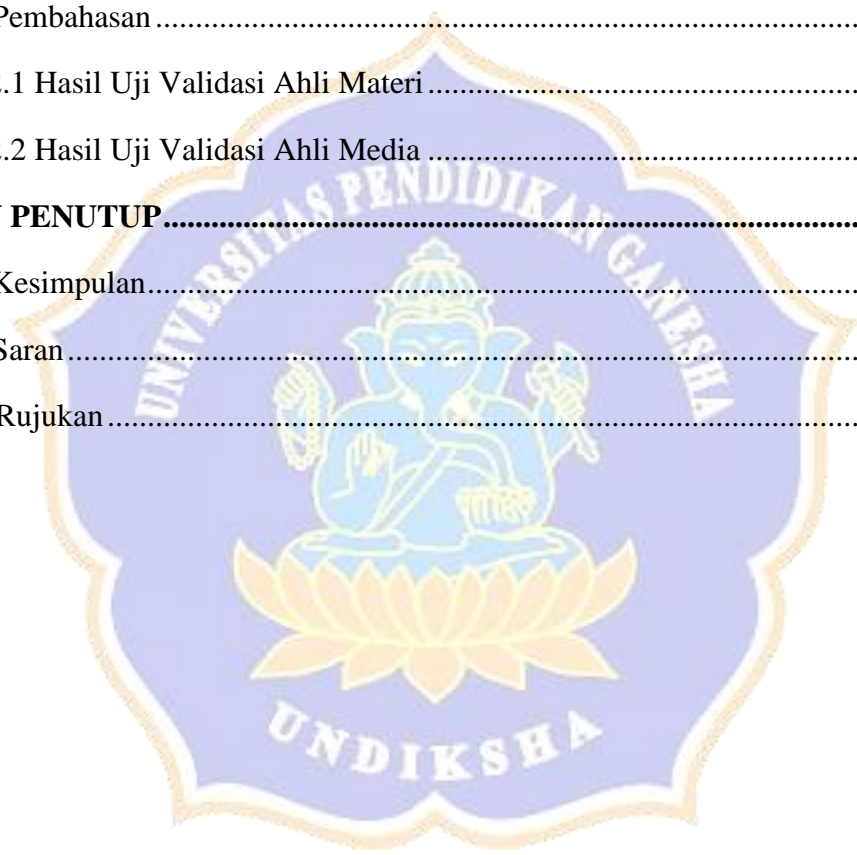 Pembahasan ........................................................................................
.1 Hasil Uji Validasi Ahli Materi ......................................................
.2 Hasil Uji Validasi Ahli Media ......................................................
PENUTUP.......................................................................................
Kesimpulan.........................................................................................
Saran ...................................................................................................
Rujukan ..............................................................................................
UNIVERSITAS PENDIDIKAN GANESHA
UNDIKSHA